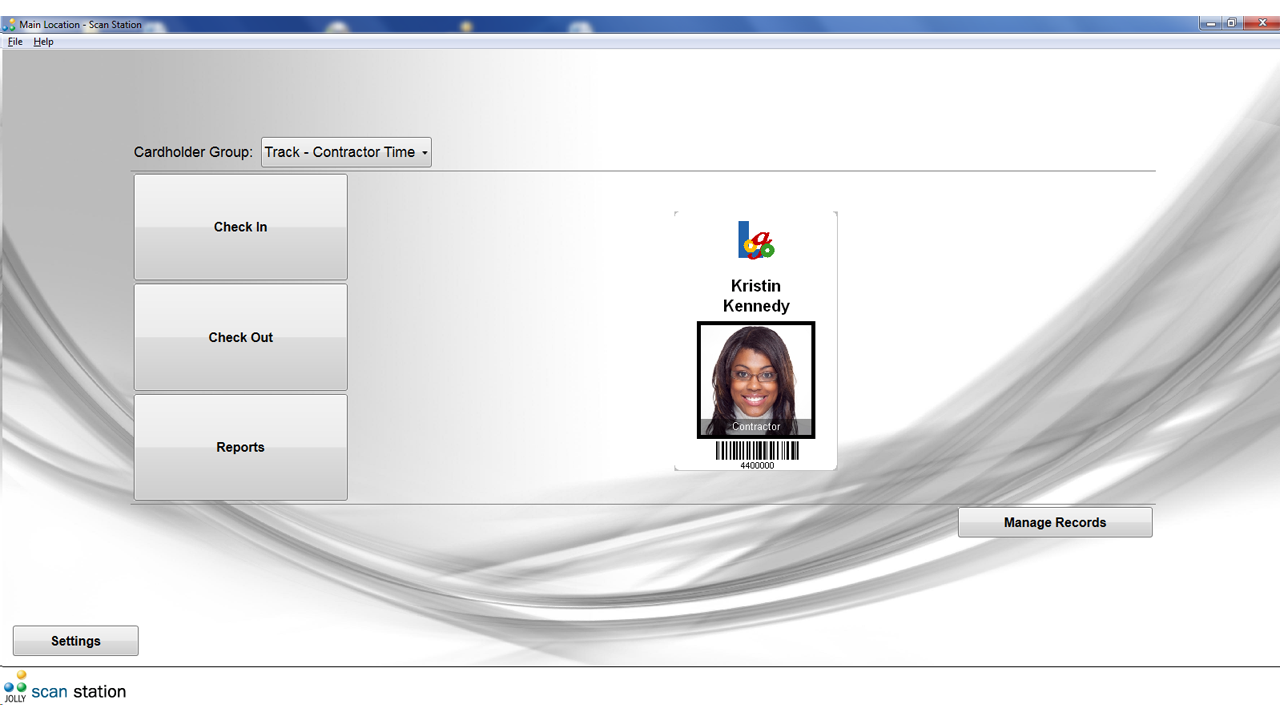 Main Location - Scan Station
File Help
Cardholder Group: Track - Contractor Time
Check In
Check Out
Reports
Logo
Kristin
Kennedy
Contractor
4400000
Manage Records
Settings
JOLLY scan station